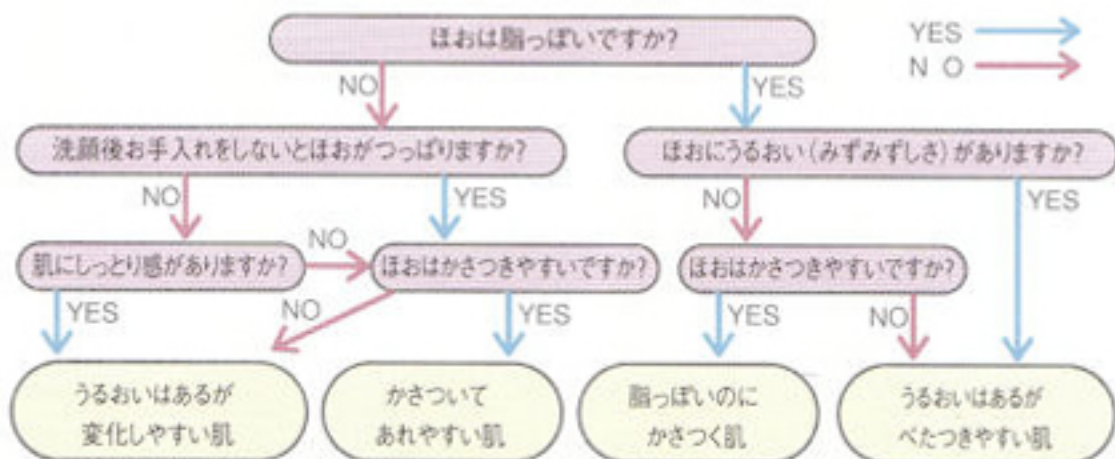 ほおは脂っぽいですか?
YES
NO
NO
YES
洗顔後お手入れをしないとほおがつっぱりますか?
ほおにうるおい(みずみずしさ)がありますか?
NO
YES
NO
YES
肌にしっとり感がありますか?
NO
ほおはかさつきやすいですか?
ほおはかさつきやすいですか?
YES
NO
YES
YES
NO
うるおいはあるが
変化しやすい肌
かさついて
あれやすい肌
脂っぽいのに
かさつく肌
うるおいはあるが
べたつきやすい肌